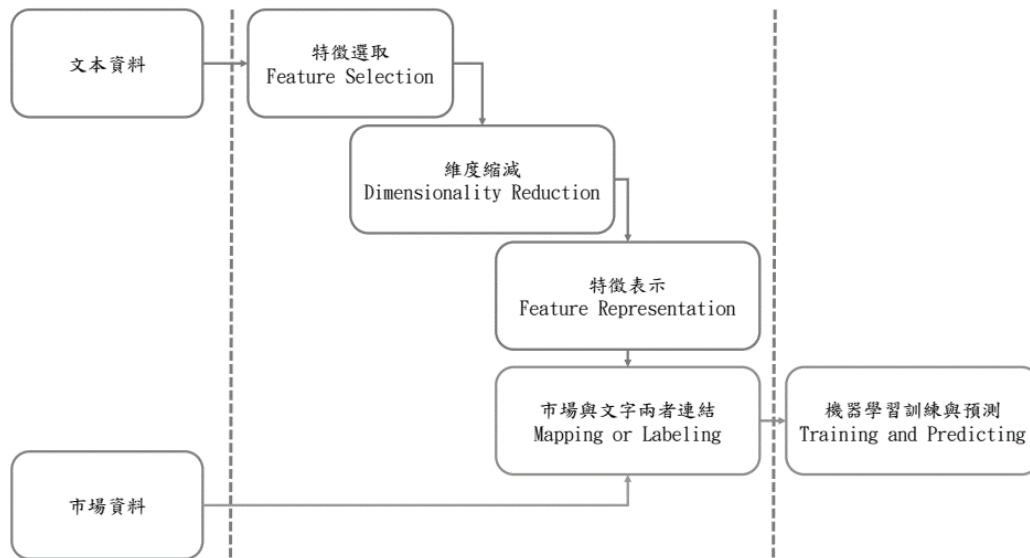 文本資料
特徵選取
Feature Selection
維度縮減
Dimensionality Reduction
特徵表示
Feature Representation
市場與文字兩者連結
Mapping or Labeling
機器學習訓練與預測
Training and Predicting
市場資料